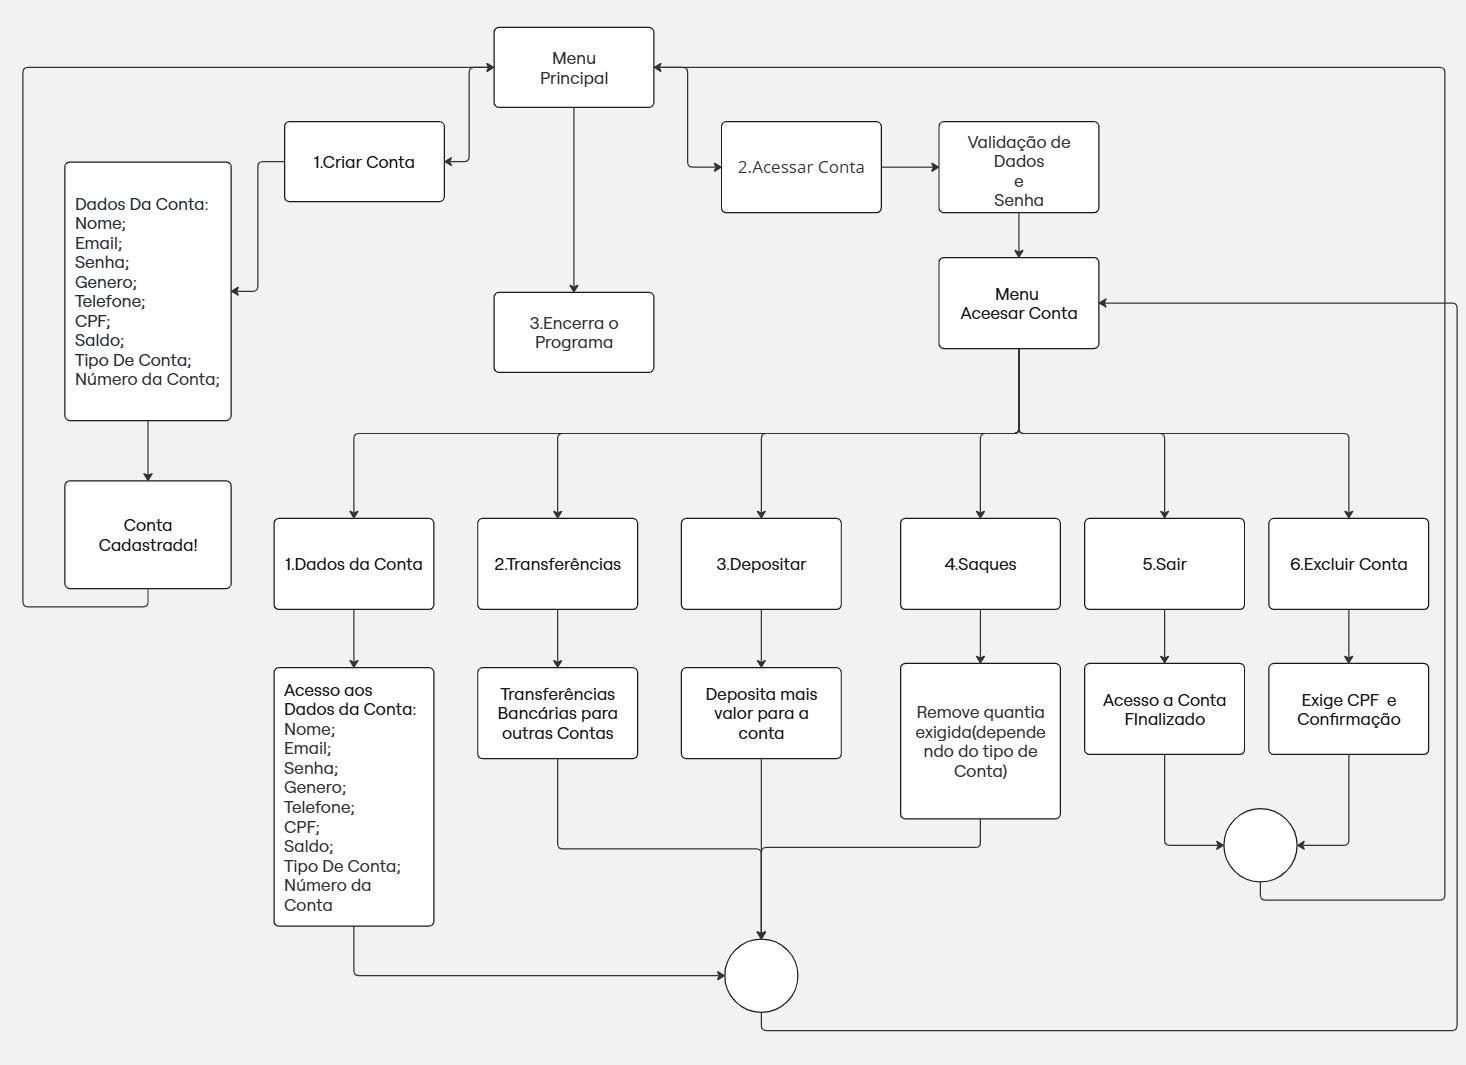 Menu
Principal
1.Criar Conta
2.Acessar Conta
Validação de
Dados
e
Senha
Dados Da Conta:
Nome;
Email;
Senha;
Genero;
Telefone;
CPF;
Saldo;
Tipo De Conta;
Número da Conta;
3.Encerra o
Programa
Menu
Aceesar Conta
Conta
Cadastrada!
1.Dados da Conta
2.Transferências
3.Depositar
4.Saques
5.Sair
6.Excluir Conta
Acesso aos
Dados da Conta:
Nome;
Email;
Senha;
Genero;
Telefone;
CPF;
Saldo;
Tipo De Conta;
Número da
Conta
Transferências
Bancárias para
outras Contas
Deposita mais
valor para a
conta
Remove quantia
exigida(depende
ndo do tipo de
Conta)
Acesso a Conta
FInalizado
Exige CPF e
Confirmação